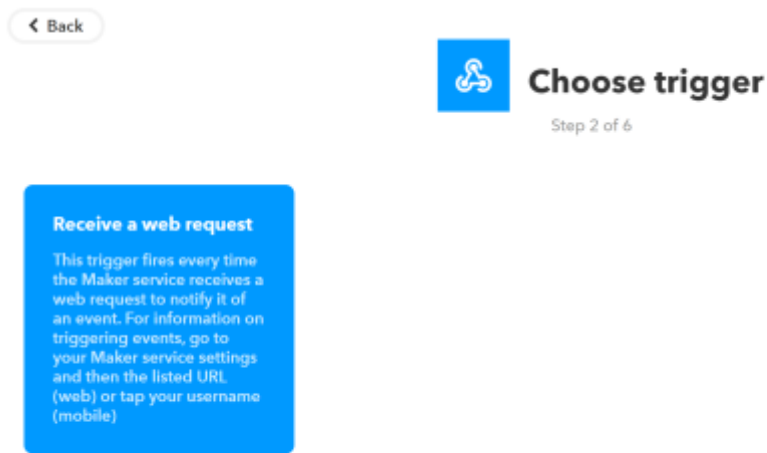 Back
Choose trigger
Step 2 of 6
Receive a web request
This trigger fires every time
the Maker service receives a
web request to notify it of
an event. For information on
triggering events, go to
your Maker service settings
and then the listed URL
(web) or tap your username
(mobile)